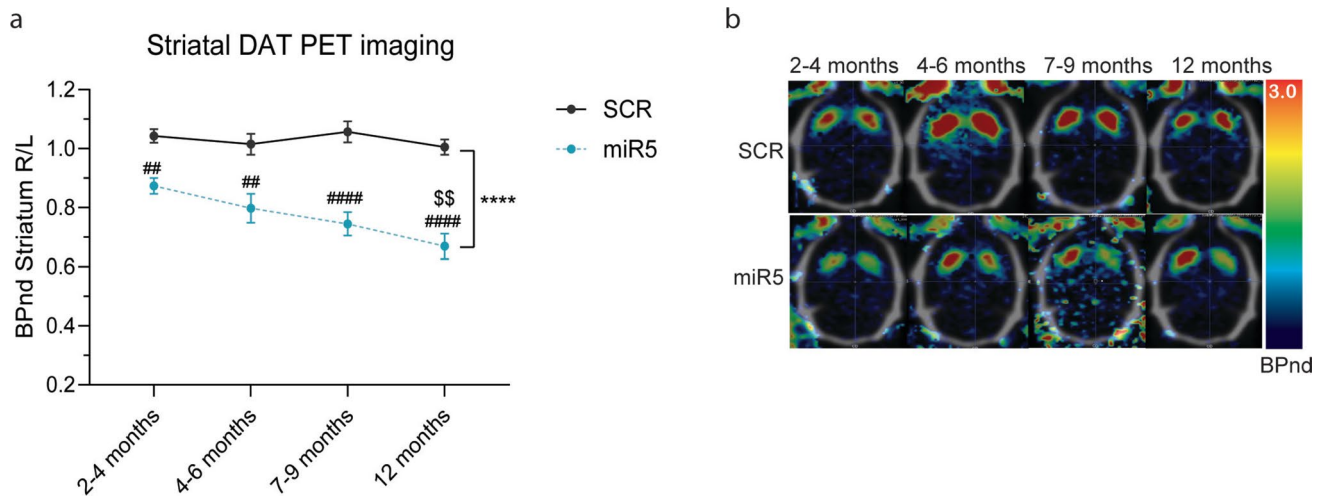 a
Striatal DAT PET imaging
BPnd Striatum R/L
1.2
1.0
0.8
0.6
0.4
0.2
##
##
####
$$
####
****
2-4 months
4-6 months
7-9 months
12 months
SCR
miR5
b
2-4 months 4-6 months 7-9 months 12 months
SCR
miR5
3.0
BPnd